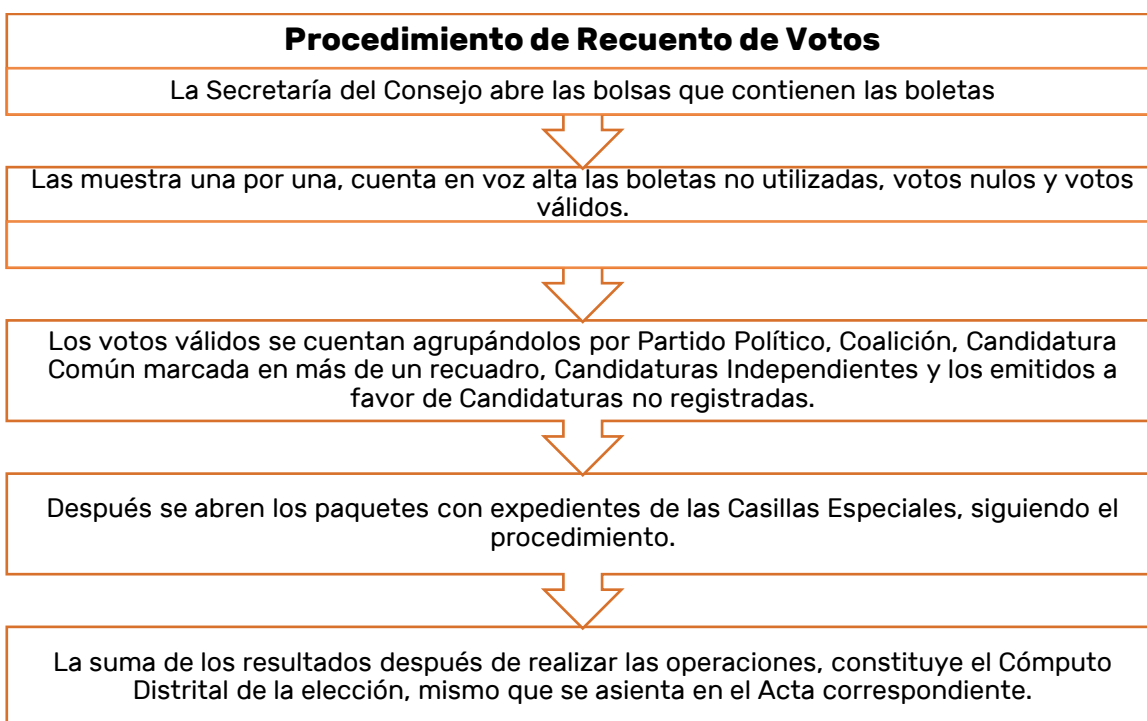 Procedimiento de Recuento de Votos
La Secretaría del Consejo abre las bolsas que contienen las boletas
Las muestra una por una, cuenta en voz alta las boletas no utilizadas, votos nulos y votos
válidos.
Los votos válidos se cuentan agrupándolos por Partido Político, Coalición, Candidatura
Común marcada en más de un recuadro, Candidaturas Independientes y los emitidos a
favor de Candidaturas no registradas.
Después se abren los paquetes con expedientes de las Casillas Especiales, siguiendo el
procedimiento.
La suma de los resultados después de realizar las operaciones, constituye el Cómputo
Distrital de la elección, mismo que se asienta en el Acta correspondiente.